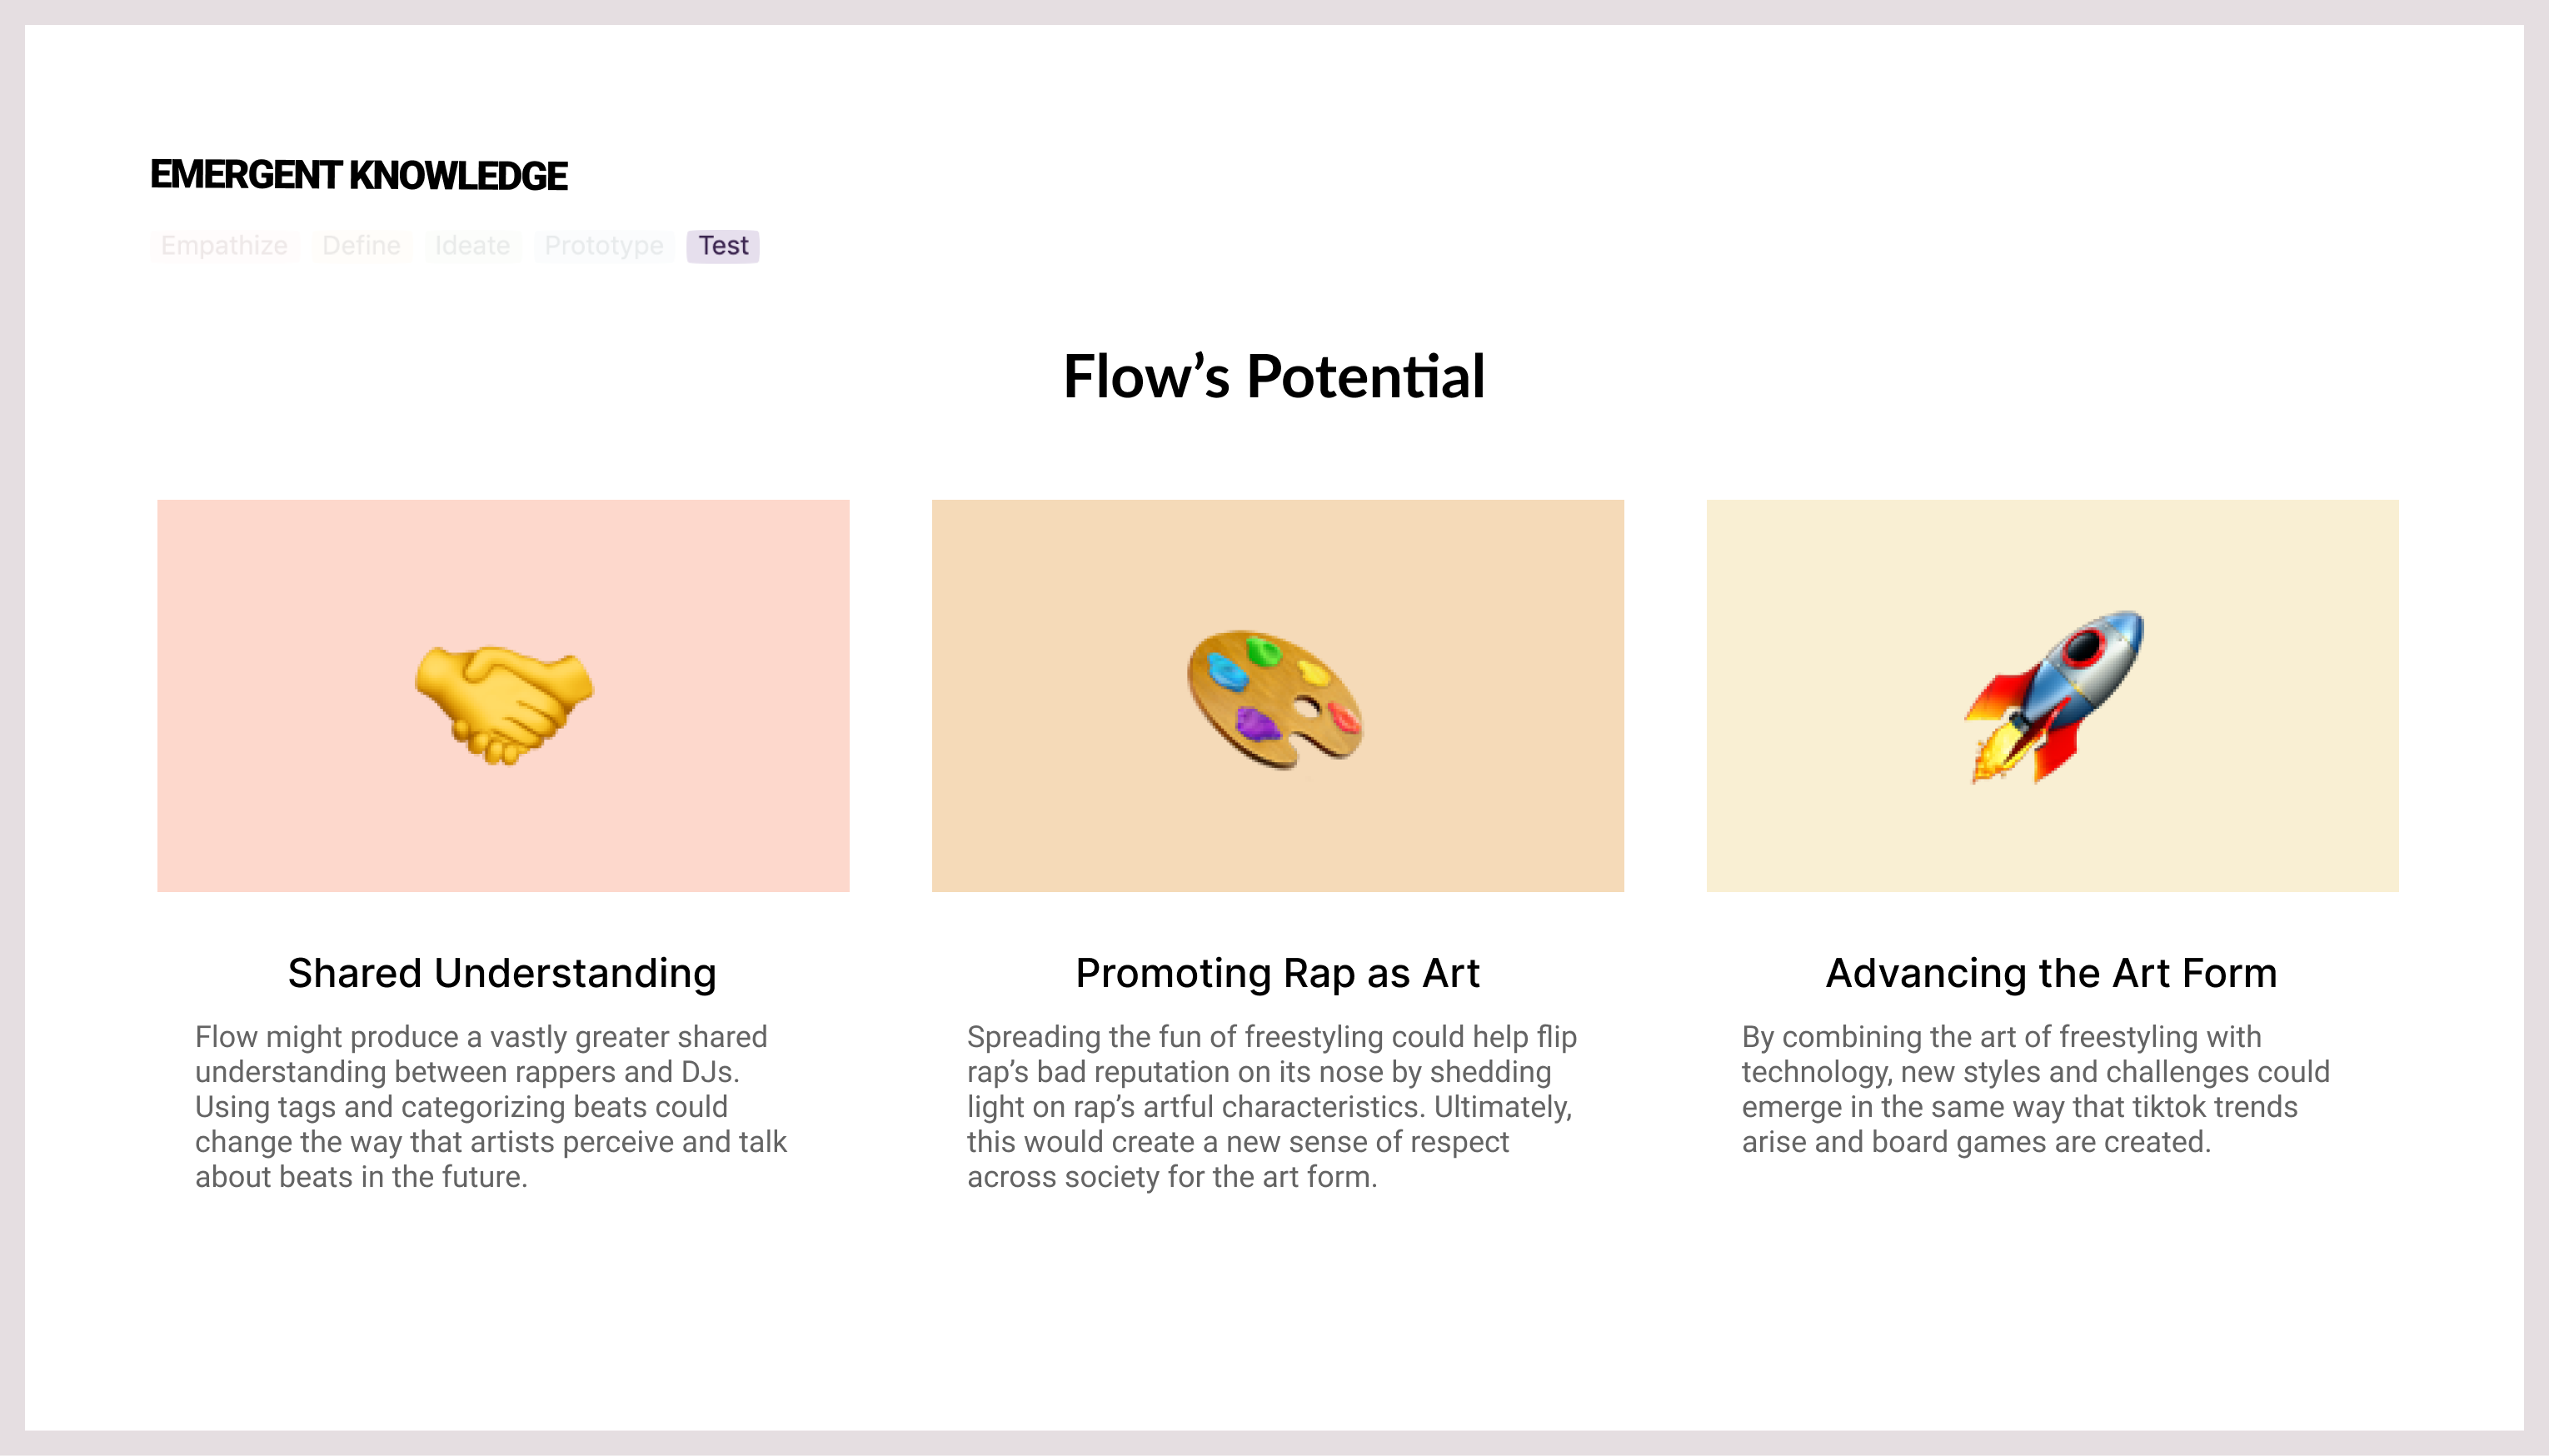 EMERGENT KNOWLEDGE
Empathize Define Ideate Prototype Test
Flow’s Potential
Shared Understanding
Flow might produce a vastly greater shared
understanding between rappers and DJs.
Using tags and categorizing beats could
change the way that artists perceive and talk
about beats in the future.
Promoting Rap as Art
Spreading the fun of freestyling could help flip
rap’s bad reputation on its nose by shedding
light on rap’s artful characteristics. Ultimately,
this would create a new sense of respect
across society for the art form.
Advancing the Art Form
By combining the art of freestyling with
technology, new styles and challenges could
emerge in the same way that tiktok trends
arise and board games are created.